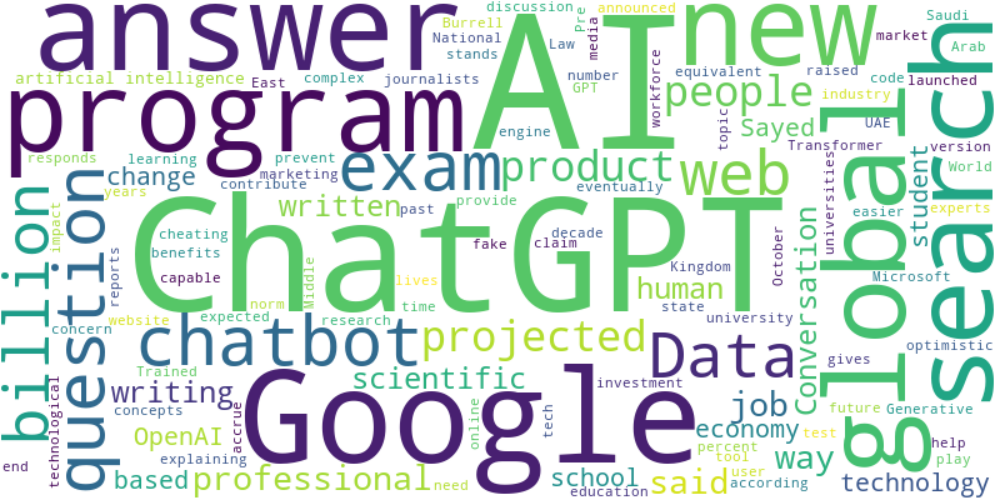 answer
AI
new
program
ChatGPT
Google
global
search
exam
product
people
web
billion
question
chatbot
projected
Data
discussion
announced
Pre
media
Burrell
National
stands
Law
Saudi
market
Arab
artificial intelligence
East
complex
journalists
number
GPT
workforce
equivalent
raised
code
launched
industry
UAE
Sayed
topic
engine
Transformer
version
responds
learning
prevent
marketing
contribute
change
years
eventually
World
universities
student
written
past
provide
easier
experts
impact
cheating
benefits
capable
reports
decade
fake
claim
October
Conversation
Kingdom
Microsoft
lives
human
Middle
norm
time
state
website
expected
research
university
concern
optimistic
gives
Trained
scientific
investment
writing
concepts
accrue
online
tech
job
future
Generative
technological
OpenAI
economy
test
help
percent
tool
play
end
explaining
way
based
professional
need
school
education
said
user
according
technology